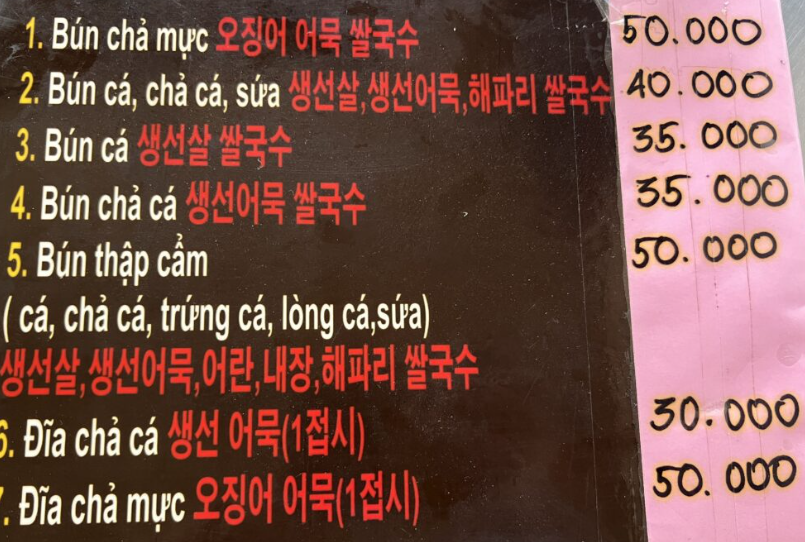 1. Bún chả mực 오징어 어묵 쌀국수 50.000
2. Bún cá, chả cá, sứa 생선살,생선어묵,해파리 쌀국수 40.000
3. Bún cá 생선살 쌀국수 35.000
4. Bún chả cá 생선어묵 쌀국수 35.000
5. Bún thập cẩm 50.000
( cá, chả cá, trứng cá, lòng cá,sứa)
생선살,생선어묵,어란,내장,해파리 쌀국수
6. Đĩa chả cá 생선 어묵(1접시) 30.000
7. Đĩa chả mực 오징어 어묵(1접시) 50.000